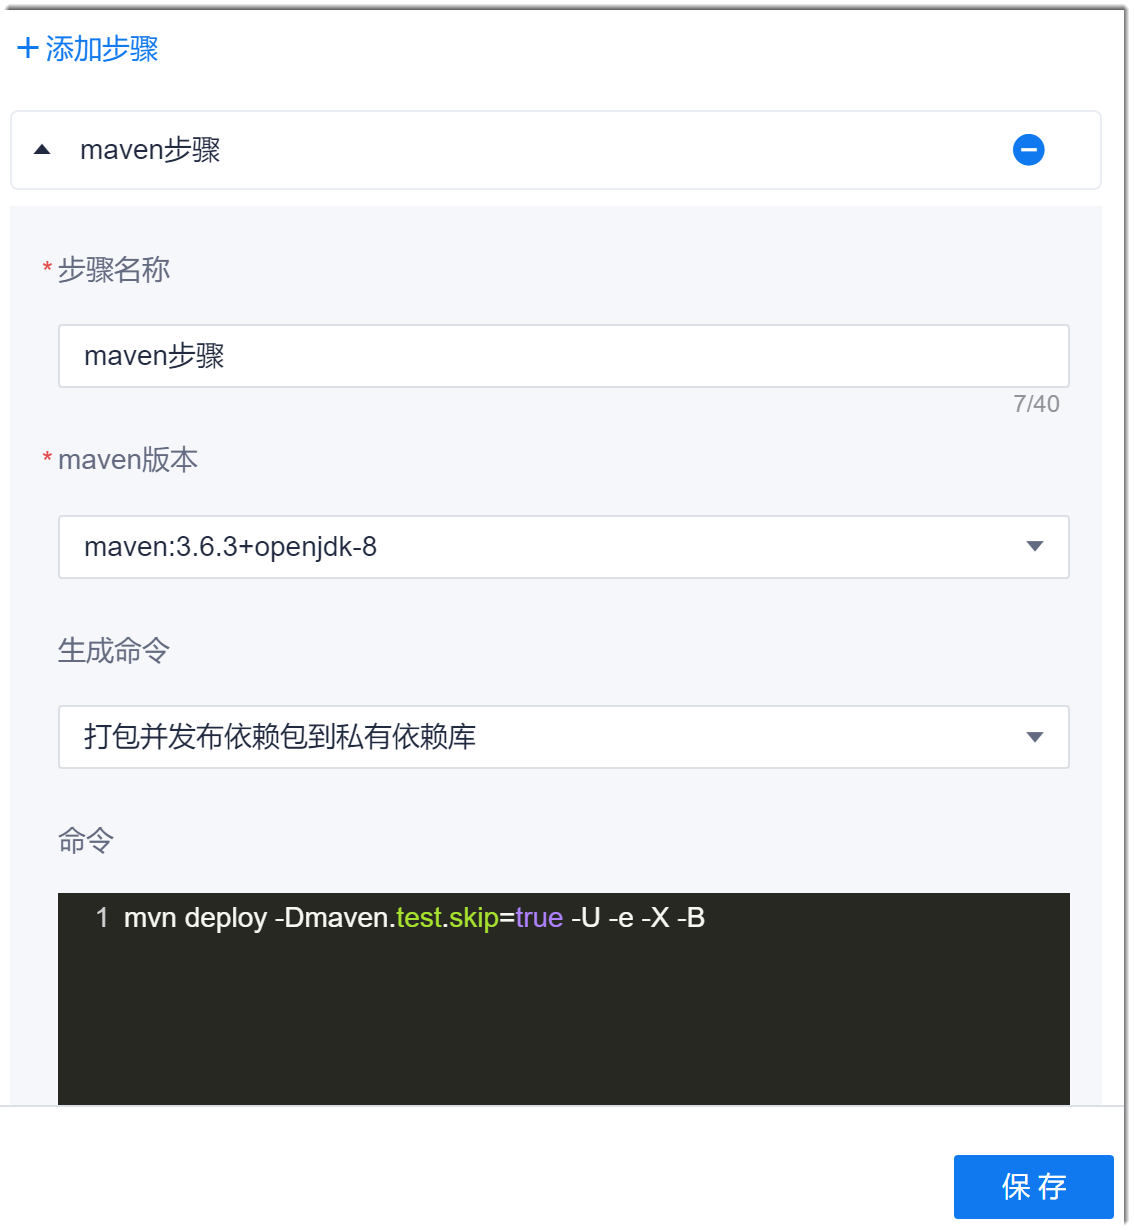 + 添加步骤
maven步骤
* 步骤名称
maven步骤
7/40
* maven版本
maven:3.6.3+openjdk-8
生成命令
打包并发布依赖包到私有依赖库
命令
1 mvn deploy -Dmaven.test.skip=true -U -e -X -B
保 存